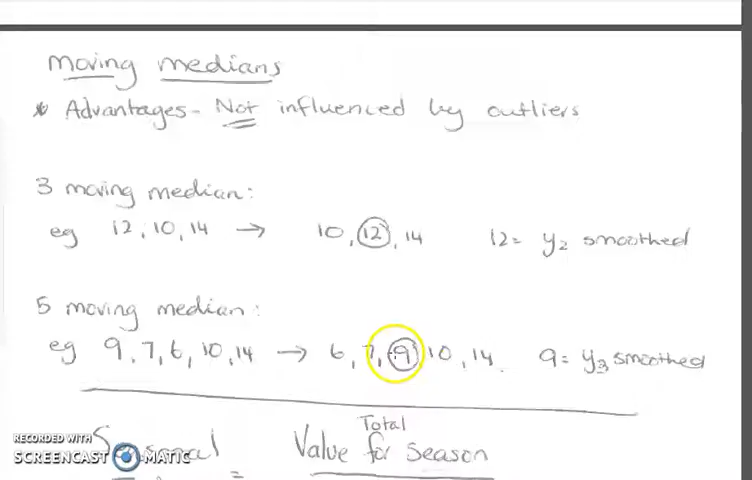 Moving medians
* Advantages - Not influenced by outliers
3 moving median:
eg 12, 10, 14 → 10, 12, 14 12 = y₂ smoothed
5 moving median:
eg 9, 7, 6, 10, 14 → 6, 7, 9, 10, 14 9 = y₃ smoothed
Total
Seasonal Value for season
=
RECORDED WITH
SCREENCAST MATIC